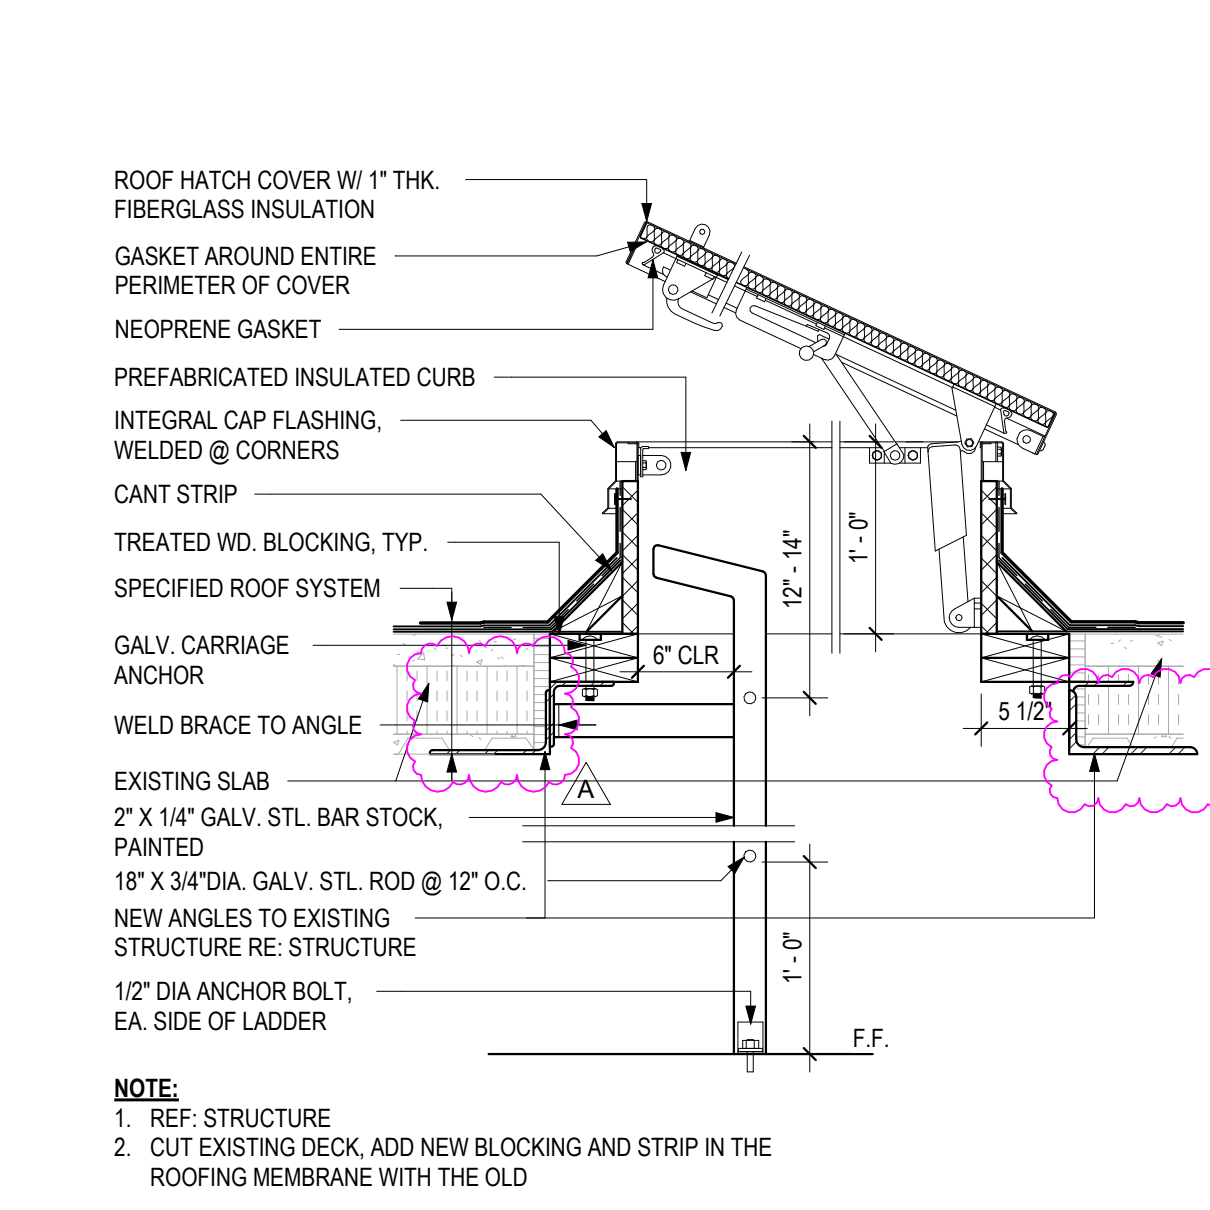 ROOF HATCH COVER W/ 1" THK.
FIBERGLASS INSULATION
GASKET AROUND ENTIRE
PERIMETER OF COVER
NEOPRENE GASKET
PREFABRICATED INSULATED CURB
INTEGRAL CAP FLASHING,
WELDED @ CORNERS
CANT STRIP
TREATED WD. BLOCKING, TYP.
SPECIFIED ROOF SYSTEM
GALV. CARRIAGE
ANCHOR
WELD BRACE TO ANGLE
EXISTING SLAB
2" X 1/4" GALV. STL. BAR STOCK,
PAINTED
18" X 3/4"DIA. GALV. STL. ROD @ 12" O.C.
NEW ANGLES TO EXISTING
STRUCTURE RE: STRUCTURE
1/2" DIA ANCHOR BOLT,
EA. SIDE OF LADDER
12" - 14"
1' - 0"
6" CLR
5 1/2"
A
1' - 0"
F.F.
NOTE:
1. REF: STRUCTURE
2. CUT EXISTING DECK, ADD NEW BLOCKING AND STRIP IN THE
ROOFING MEMBRANE WITH THE OLD